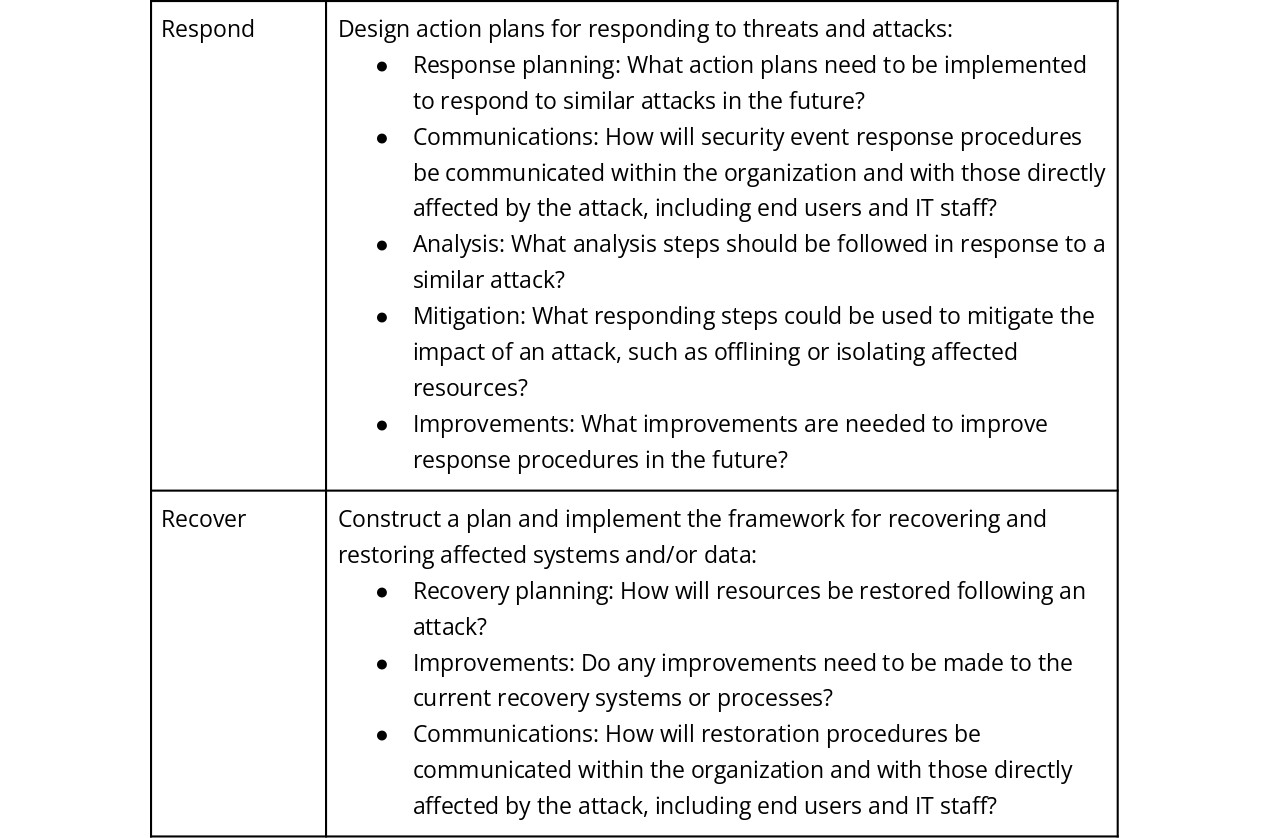 Respond
Design action plans for responding to threats and attacks:
● Response planning: What action plans need to be implemented
to respond to similar attacks in the future?
● Communications: How will security event response procedures
be communicated within the organization and with those directly
affected by the attack, including end users and IT staff?
● Analysis: What analysis steps should be followed in response to a
similar attack?
● Mitigation: What responding steps could be used to mitigate the
impact of an attack, such as offlining or isolating affected
resources?
● Improvements: What improvements are needed to improve
response procedures in the future?
Recover
Construct a plan and implement the framework for recovering and
restoring affected systems and/or data:
● Recovery planning: How will resources be restored following an
attack?
● Improvements: Do any improvements need to be made to the
current recovery systems or processes?
● Communications: How will restoration procedures be
communicated within the organization and with those directly
affected by the attack, including end users and IT staff?